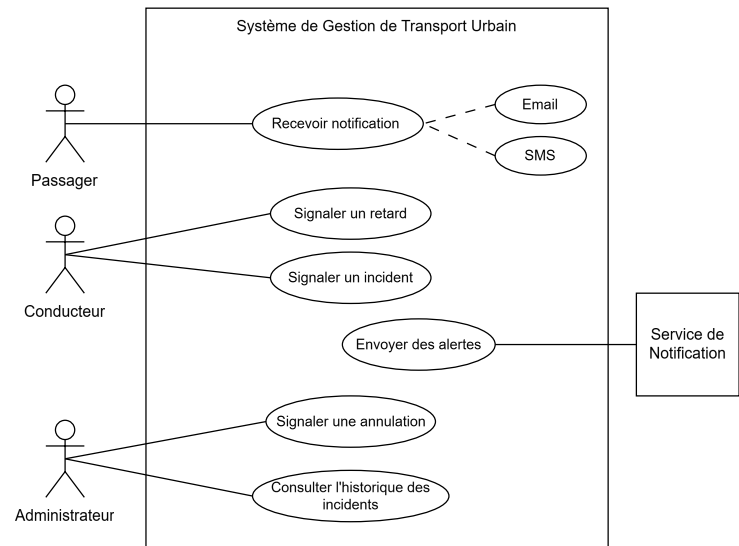 Système de Gestion de Transport Urbain
Email
Recevoir notification
SMS
Passager
Signaler un retard
Signaler un incident
Conducteur
Envoyer des alertes
Service de
Notification
Signaler une annulation
Consulter l'historique des
incidents
Administrateur